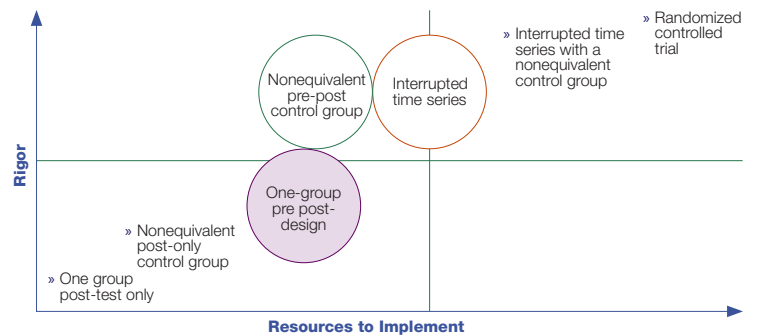 » Randomized
controlled
trial
» Interrupted time
series with a
nonequivalent
control group
Nonequivalent
pre-post
control group
Interrupted
time series
Rigor
One-group
pre post-
design
» Nonequivalent
post-only
control group
» One group
post-test only
Resources to Implement